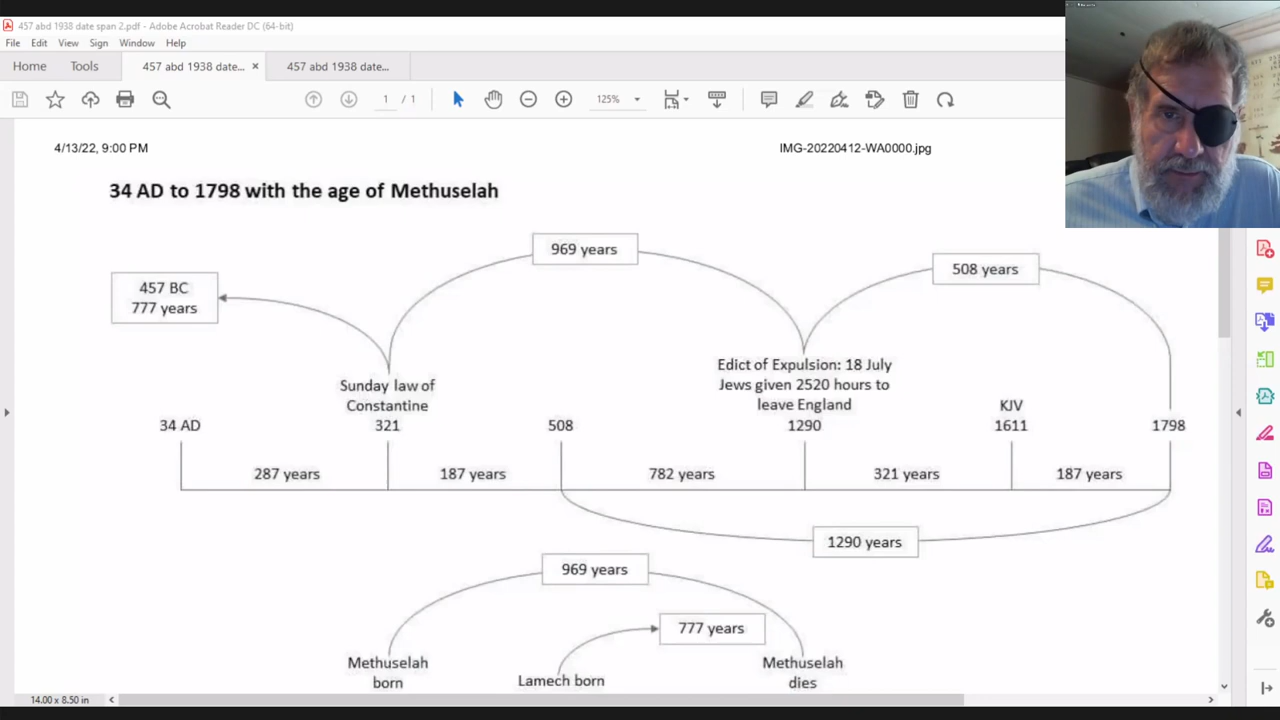 457 abd 1938 date span 2.pdf - Adobe Acrobat Reader DC (64-bit)
File Edit View Sign Window Help
Home Tools 457 abd 1938 date... × 457 abd 1938 date...
1 / 1 125%
4/13/22, 9:00 PM IMG-20220412-WA0000.jpg
34 AD to 1798 with the age of Methuselah
969 years
508 years
457 BC
777 years
Sunday law of
Constantine
321
Edict of Expulsion: 18 July
Jews given 2520 hours to
leave England
1290
KJV
1611
34 AD
508
1798
287 years 187 years 782 years 321 years 187 years
1290 years
969 years
777 years
Methuselah
born
Lamech born
Methuselah
dies
14.00 x 8.50 in